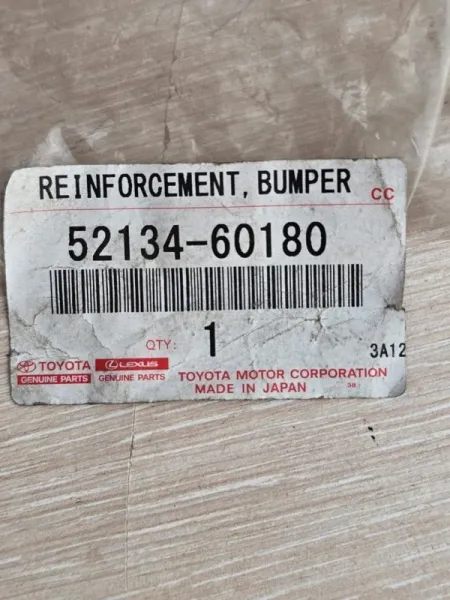 REINFORCEMENT, BUMPER CC
52134-60180
QTY: 1 3A12
TOYOTA LEXUS
GENUINE PARTS GENUINE PARTS
TOYOTA MOTOR CORPORATION
MADE IN JAPAN